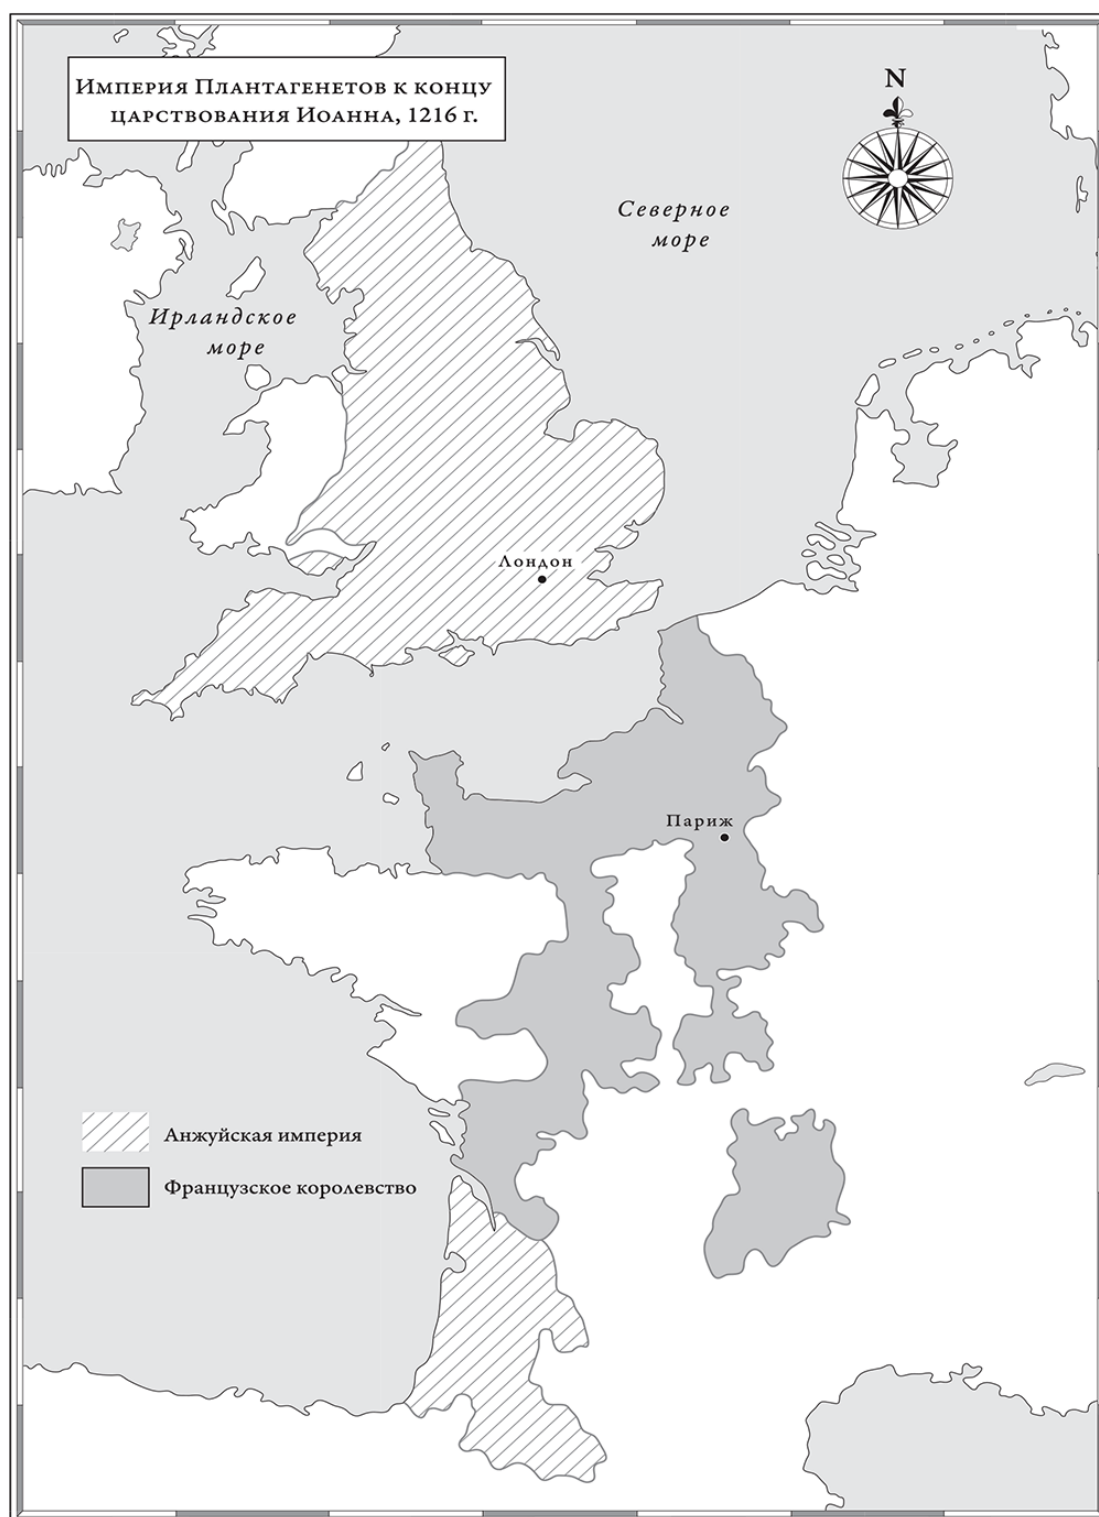 Империя Плантагенетов к концу
царствования Иоанна, 1216 г.
N
Северное
море
Ирландское
море
Лондон
Париж
Анжуйская империя
Французское королевство